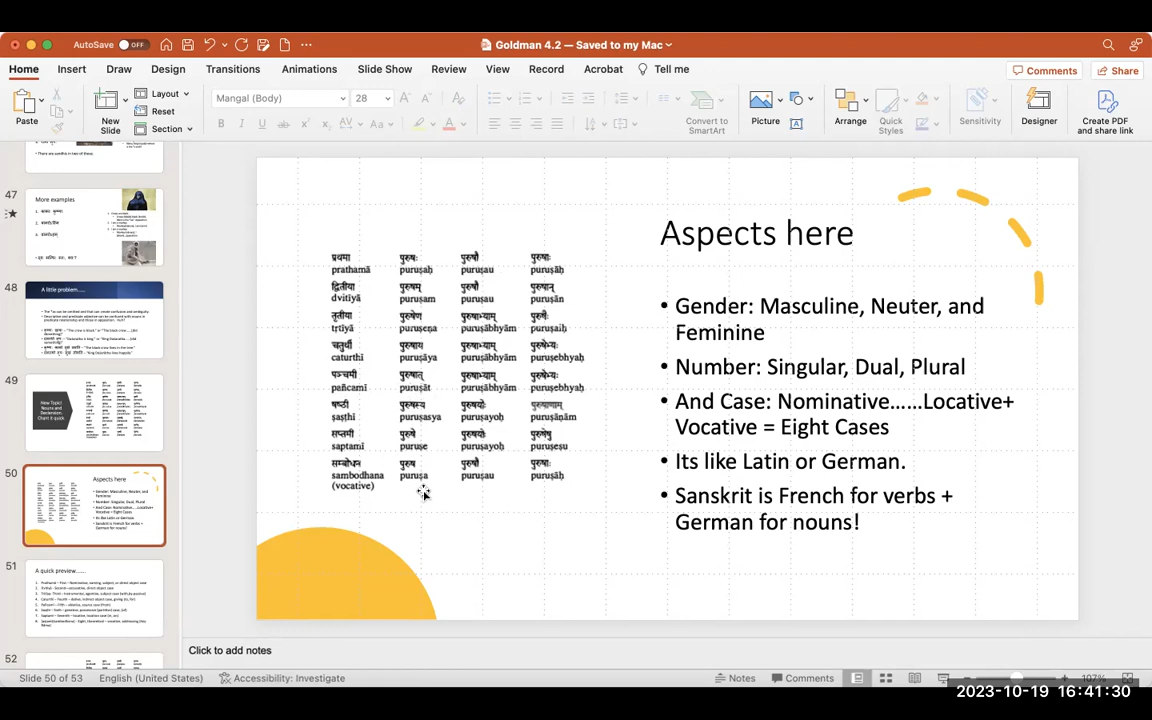 AutoSave OFF
Goldman 4.2 — Saved to my Mac
Home Insert Draw Design Transitions Animations Slide Show Review View Record Acrobat Tell me
Comments Share
Paste
New Slide
Layout
Reset
Section
Mangal (Body) 28
Convert to SmartArt
Picture
Arrange
Quick Styles
Sensitivity
Designer
Create PDF and share link
47
More examples
48
A little problem.....
49
50
Aspects here
51
A quick preview......
52
प्रथमा पुरुषः पुरुषौ पुरुषाः
prathamā puruṣaḥ puruṣau puruṣāḥ
द्वितीया पुरुषम् पुरुषौ पुरुषान्
dvitīyā puruṣam puruṣau puruṣān
तृतीया पुरुषेण पुरुषाभ्याम् पुरुषैः
tṛtīyā puruṣeṇa puruṣābhyām puruṣaiḥ
चतुर्थी पुरुषाय पुरुषाभ्याम् पुरुषेभ्यः
caturthī puruṣāya puruṣābhyām puruṣebhyaḥ
पञ्चमी पुरुषात् पुरुषाभ्याम् पुरुषेभ्यः
pañcamī puruṣāt puruṣābhyām puruṣebhyaḥ
षष्ठी पुरुषस्य पुरुषयोः पुरुषाणाम्
ṣaṣṭhī puruṣasya puruṣayoḥ puruṣāṇām
सप्तमी पुरुषे पुरुषयोः पुरुषेषु
saptamī puruṣe puruṣayoḥ puruṣeṣu
सम्बोधन पुरुष पुरुषौ पुरुषाः
sambodhana puruṣa puruṣau puruṣāḥ
(vocative)
Aspects here
• Gender: Masculine, Neuter, and
Feminine
• Number: Singular, Dual, Plural
• And Case: Nominative......Locative+
Vocative = Eight Cases
• Its like Latin or German.
• Sanskrit is French for verbs +
German for nouns!
Click to add notes
Slide 50 of 53 English (United States) Accessibility: Investigate
Notes Comments 107%
2023-10-19 16:41:30